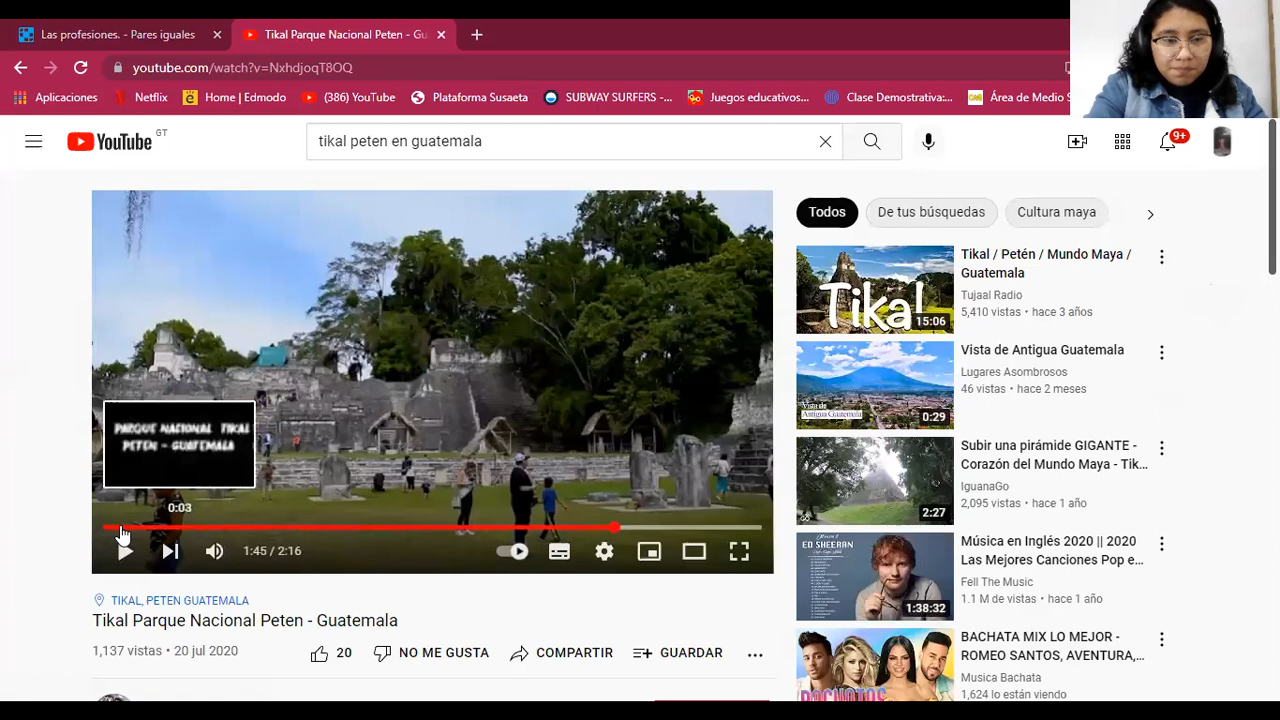 Las profesiones. - Pares iguales
Tikal Parque Nacional Peten - Gu
youtube.com/watch?v=NxhdjoqT8OQ
Aplicaciones
Netflix
Home | Edmodo
(386) YouTube
Plataforma Susaeta
SUBWAY SURFERS -...
Juegos educativos...
Clase Demostrativa:...
Área de Medio S
YouTube GT
tikal peten en guatemala
9+
Todos
De tus búsquedas
Cultura maya
PARQUE NACIONAL TIKAL
PETEN - GUATEMALA
0:03
1:45 / 2:16
TIKAL, PETEN GUATEMALA
Tikal Parque Nacional Peten - Guatemala
1,137 vistas • 20 jul 2020
20
NO ME GUSTA
COMPARTIR
GUARDAR
Tikal
15:06
Tikal / Petén / Mundo Maya /
Guatemala
Tujaal Radio
5,410 vistas • hace 3 años
Vista de
Antigua Guatemala
0:29
Vista de Antigua Guatemala
Lugares Asombrosos
46 vistas • hace 2 meses
2:27
Subir una pirámide GIGANTE -
Corazón del Mundo Maya - Tik...
IguanaGo
2,095 vistas • hace 1 año
ED SHEERAN
1:38:32
Música en Inglés 2020 || 2020
Las Mejores Canciones Pop e...
Fell The Music
1.1 M de vistas • hace 1 año
BACHATA MIX LO MEJOR -
ROMEO SANTOS, AVENTURA,...
Musica Bachata
1,624 lo están viendo